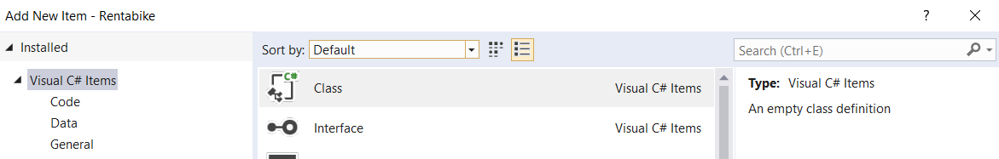 Add New Item - Rentabike
?
Installed
Sort by: Default
Search (Ctrl+E)
Visual C# Items
Code
Data
General
C#
Class Visual C# Items
Interface Visual C# Items
Type: Visual C# Items
An empty class definition